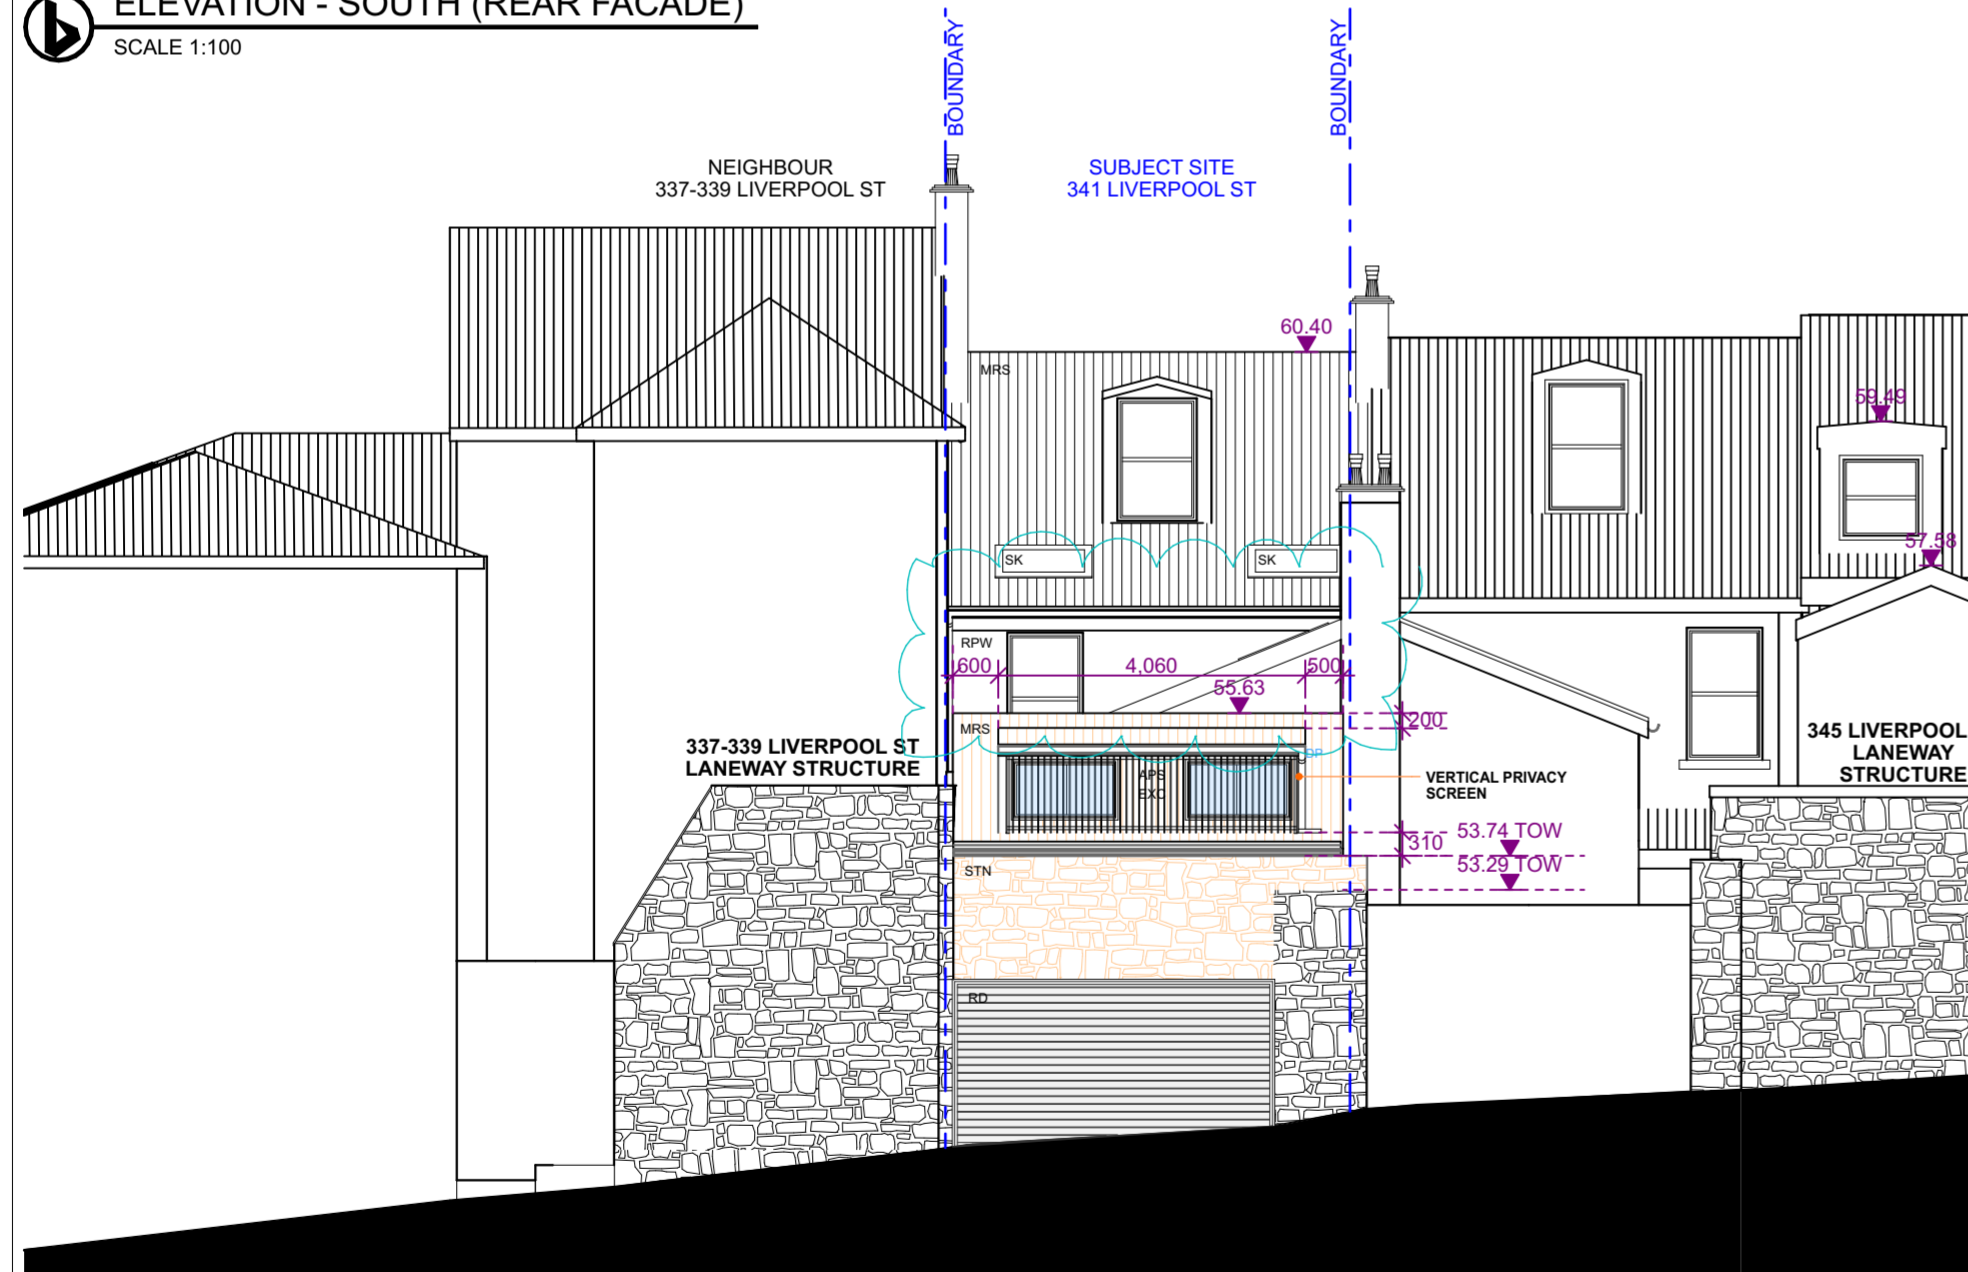 ELEVATION - SOUTH (REAR FACADE)
SCALE 1:100
BOUNDARY
BOUNDARY
NEIGHBOUR
337-339 LIVERPOOL ST
SUBJECT SITE
341 LIVERPOOL ST
60.40
MRS
59.49
57.58
SK
SK
RPW
600
4,060
500
55.63
200
MRS
DP
337-339 LIVERPOOL ST
LANEWAY STRUCTURE
345 LIVERPOOL
LANEWAY
STRUCTURE
APS
EXC
VERTICAL PRIVACY
SCREEN
53.74 TOW
310
53.29 TOW
STN
RD